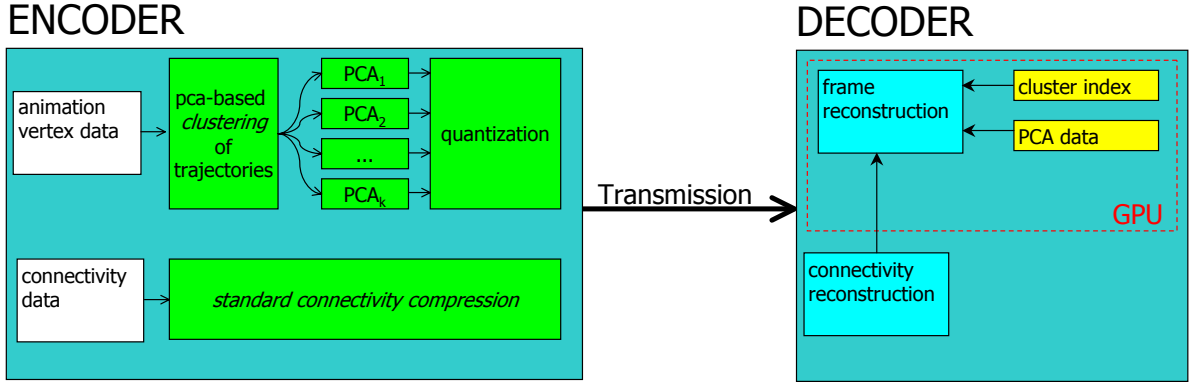 ENCODER
animation
vertex data
pca-based
clustering
of
trajectories
PCA1
PCA2
...
PCAk
quantization
connectivity
data
standard connectivity compression
Transmission
DECODER
frame
reconstruction
cluster index
PCA data
GPU
connectivity
reconstruction